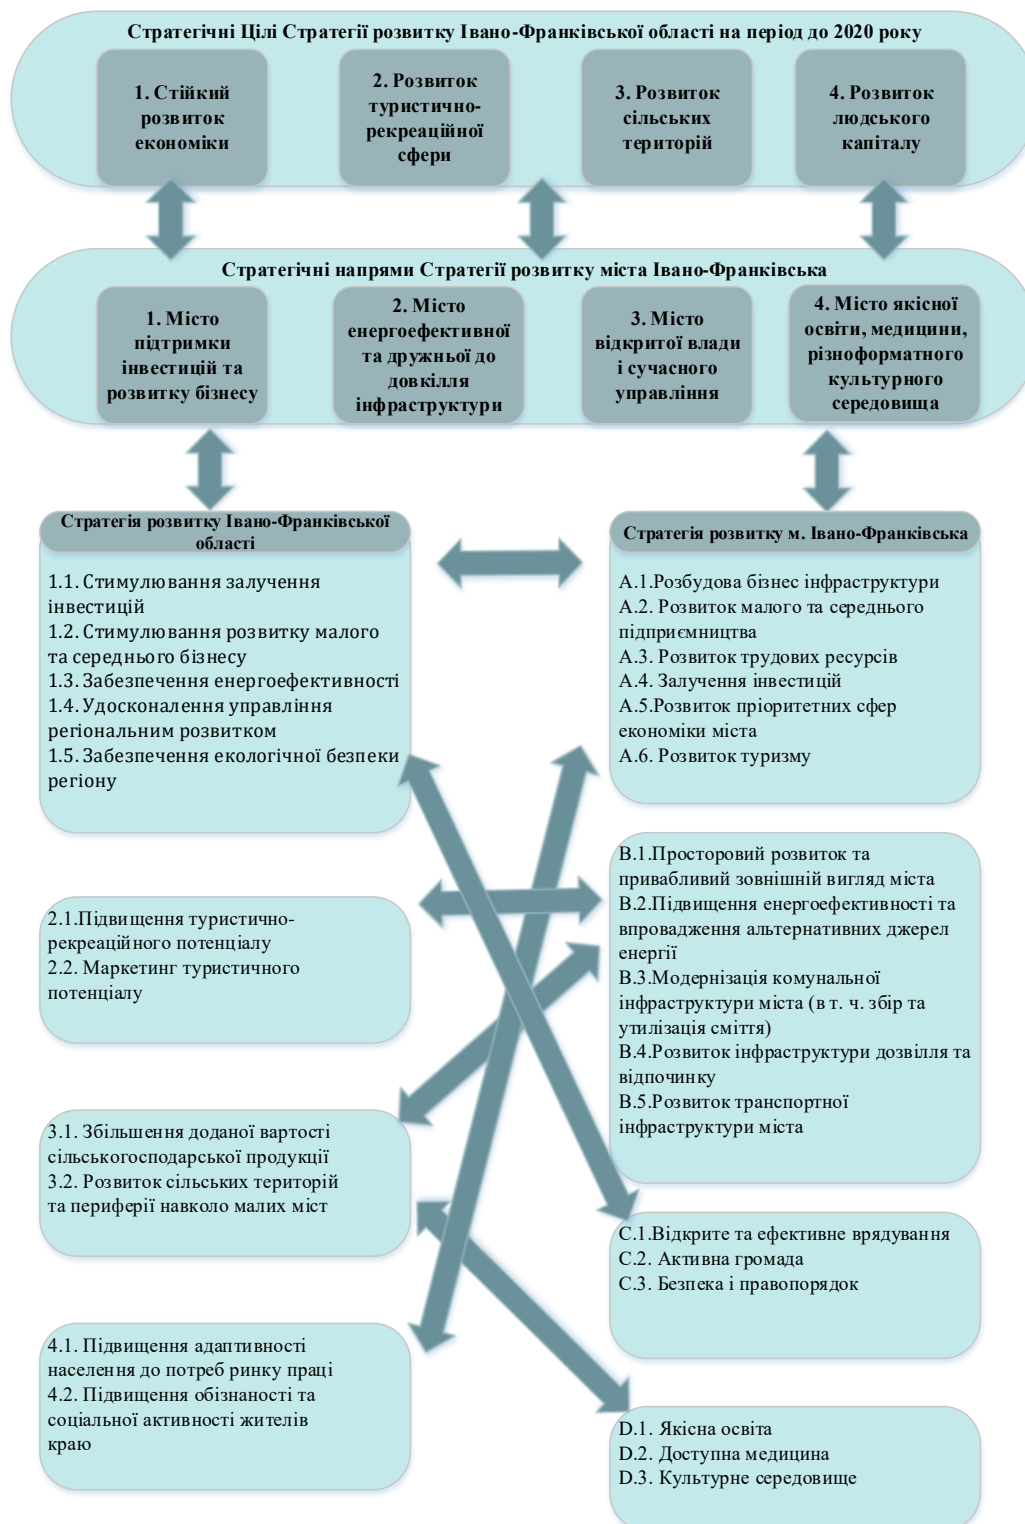 Стратегічні Цілі Стратегії розвитку Івано-Франківської області на період до 2020 року
1. Стійкий
розвиток
економіки
2. Розвиток
туристично-
рекреаційної
сфери
3. Розвиток
сільських
територій
4. Розвиток
людського
капіталу
Стратегічні напрями Стратегії розвитку міста Івано-Франківська
1. Місто
підтримки
інвестицій та
розвитку бізнесу
2. Місто
енергоефективної
та дружньої до
довкілля
інфраструктури
3. Місто
відкритої влади
і сучасного
управління
4. Місто якісної
освіти, медицини,
різноформатного
культурного
середовища
Стратегія розвитку Івано-Франківської
області
1.1. Стимулювання залучення
інвестицій
1.2. Стимулювання розвитку малого
та середнього бізнесу
1.3. Забезпечення енергоефективності
1.4. Удосконалення управління
регіональним розвитком
1.5. Забезпечення екологічної безпеки
регіону
2.1.Підвищення туристично-
рекреаційного потенціалу
2.2. Маркетинг туристичного
потенціалу
3.1. Збільшення доданої вартості
сільськогосподарської продукції
3.2. Розвиток сільських територій
та периферії навколо малих міст
4.1. Підвищення адаптивності
населення до потреб ринку праці
4.2. Підвищення обізнаності та
соціальної активності жителів
краю
Стратегія розвитку м. Івано-Франківська
А.1.Розбудова бізнес інфраструктури
А.2. Розвиток малого та середнього
підприємництва
А.3. Розвиток трудових ресурсів
А.4. Залучення інвестицій
А.5.Розвиток пріоритетних сфер
економіки міста
А.6. Розвиток туризму
В.1.Просторовий розвиток та
привабливий зовнішній вигляд міста
В.2.Підвищення енергоефективності та
впровадження альтернативних джерел
енергії
В.3.Модернізація комунальної
інфраструктури міста (в т. ч. збір та
утилізація сміття)
В.4.Розвиток інфраструктури дозвілля та
відпочинку
В.5.Розвиток транспортної
інфраструктури міста
С.1.Відкрите та ефективне врядування
С.2. Активна громада
С.3. Безпека і правопорядок
D.1. Якісна освіта
D.2. Доступна медицина
D.3. Культурне середовище